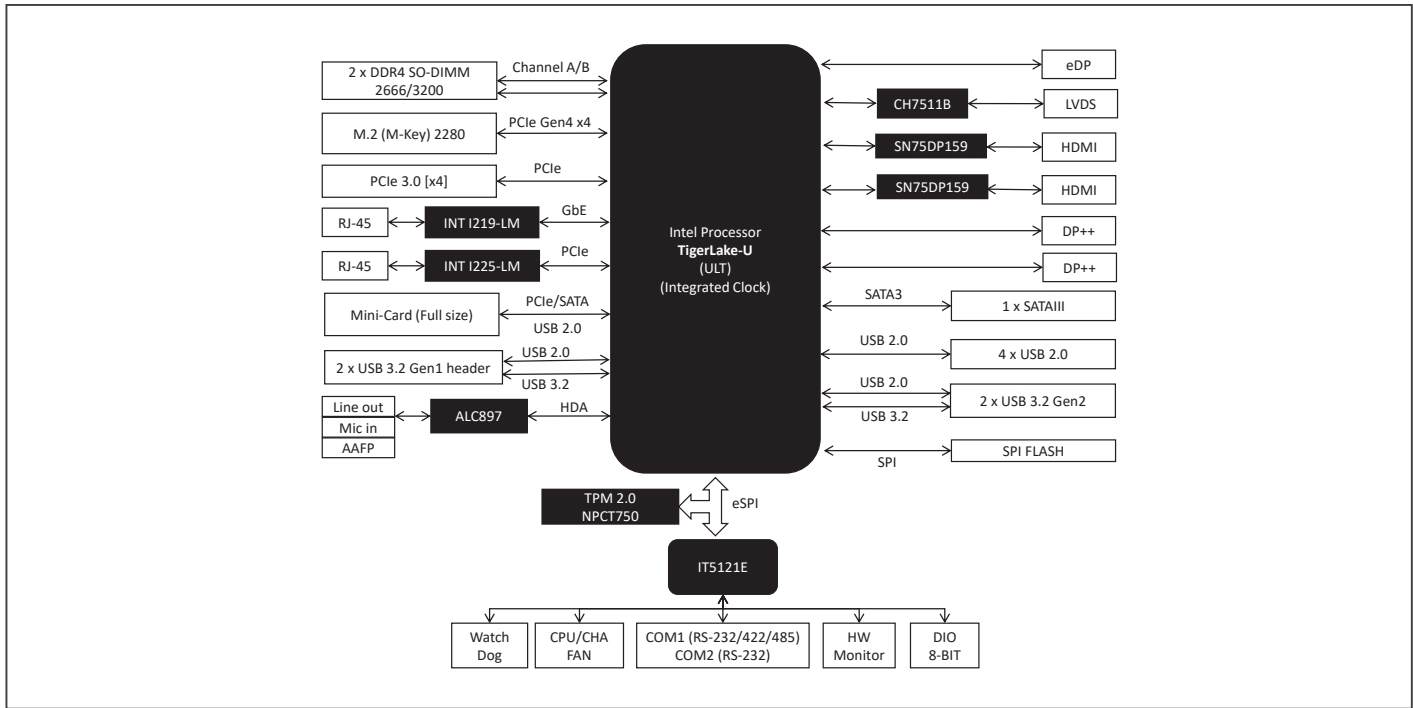 2 x DDR4 SO-DIMM
2666/3200
Channel A/B
M.2 (M-Key) 2280
PCIe Gen4 x4
PCIe 3.0 [x4]
PCIe
RJ-45
INT I219-LM
GbE
RJ-45
INT I225-LM
PCIe
Mini-Card (Full size)
PCIe/SATA
USB 2.0
2 x USB 3.2 Gen1 header
USB 2.0
USB 3.2
Line out
Mic in
AAFP
ALC897
HDA
Intel Processor
TigerLake-U
(ULT)
(Integrated Clock)
eDP
CH7511B
LVDS
SN75DP159
HDMI
SN75DP159
HDMI
DP++
DP++
SATA3
1 x SATAIII
USB 2.0
4 x USB 2.0
USB 2.0
USB 3.2
2 x USB 3.2 Gen2
SPI
SPI FLASH
TPM 2.0
NPCT750
eSPI
IT5121E
Watch
Dog
CPU/CHA
FAN
COM1 (RS-232/422/485)
COM2 (RS-232)
HW
Monitor
DIO
8-BIT